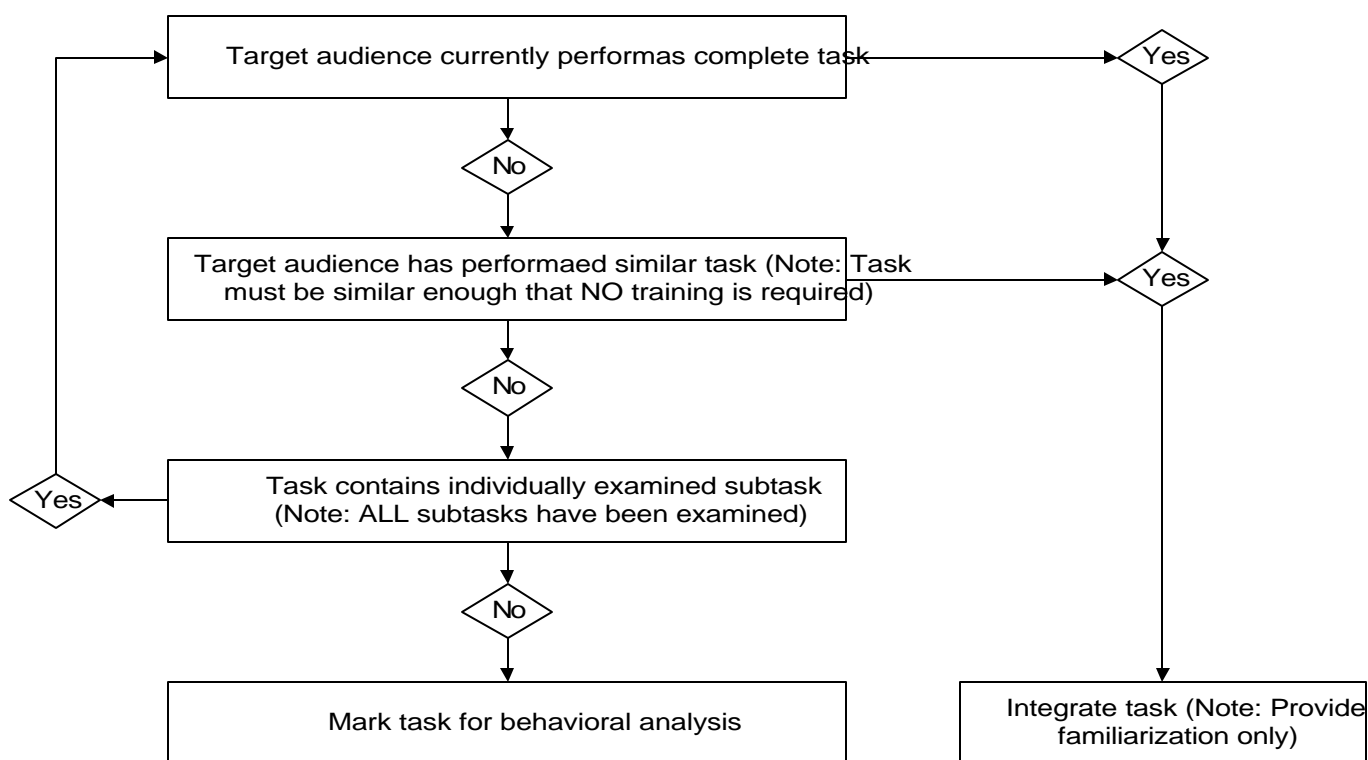 Target audience currently performas complete task
Yes
No
Target audience has performaed similar task (Note: Task
must be similar enough that NO training is required)
Yes
No
Task contains individually examined subtask
(Note: ALL subtasks have been examined)
Yes
No
Mark task for behavioral analysis
Integrate task (Note: Provide
familiarization only)